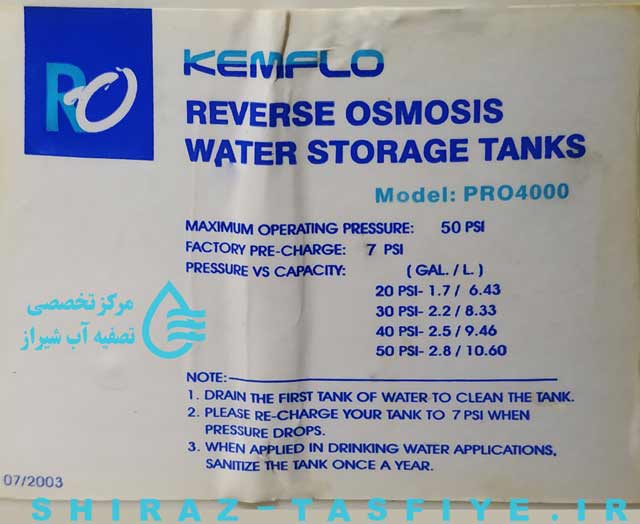 RO
KEMFLO
REVERSE OSMOSIS
WATER STORAGE TANKS
Model: PRO4000
MAXIMUM OPERATING PRESSURE: 50 PSI
FACTORY PRE-CHARGE: 7 PSI
PRESSURE VS CAPACITY: (GAL./L.)
20 PSI- 1.7 / 6.43
30 PSI- 2.2 / 8.33
40 PSI- 2.5 / 9.46
50 PSI- 2.8 / 10.60
مرکز تخصصی
تصفیه آب شیراز
NOTE:
1. DRAIN THE FIRST TANK OF WATER TO CLEAN THE TANK.
2. PLEASE RE-CHARGE YOUR TANK TO 7 PSI WHEN
PRESSURE DROPS.
3. WHEN APPLIED IN DRINKING WATER APPLICATIONS,
SANITIZE THE TANK ONCE A YEAR.
07/2003
SHIRAZ-TASFIYE.IR